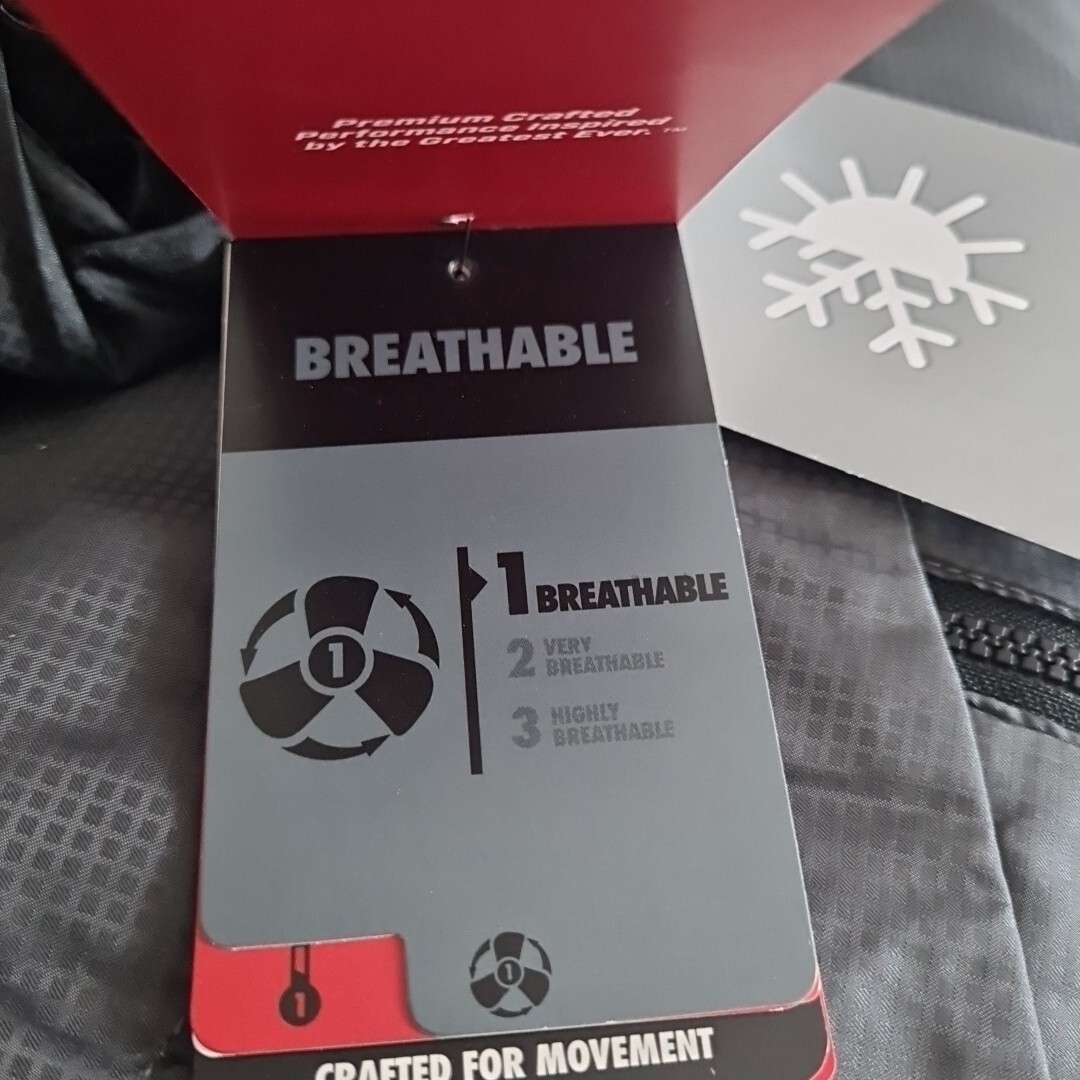 Premium Crafted
Performance Inspired
by the Greatest Ever. ™
BREATHABLE
1
1 BREATHABLE
2 VERY
BREATHABLE
3 HIGHLY
BREATHABLE
1
1
CRAFTED FOR MOVEMENT